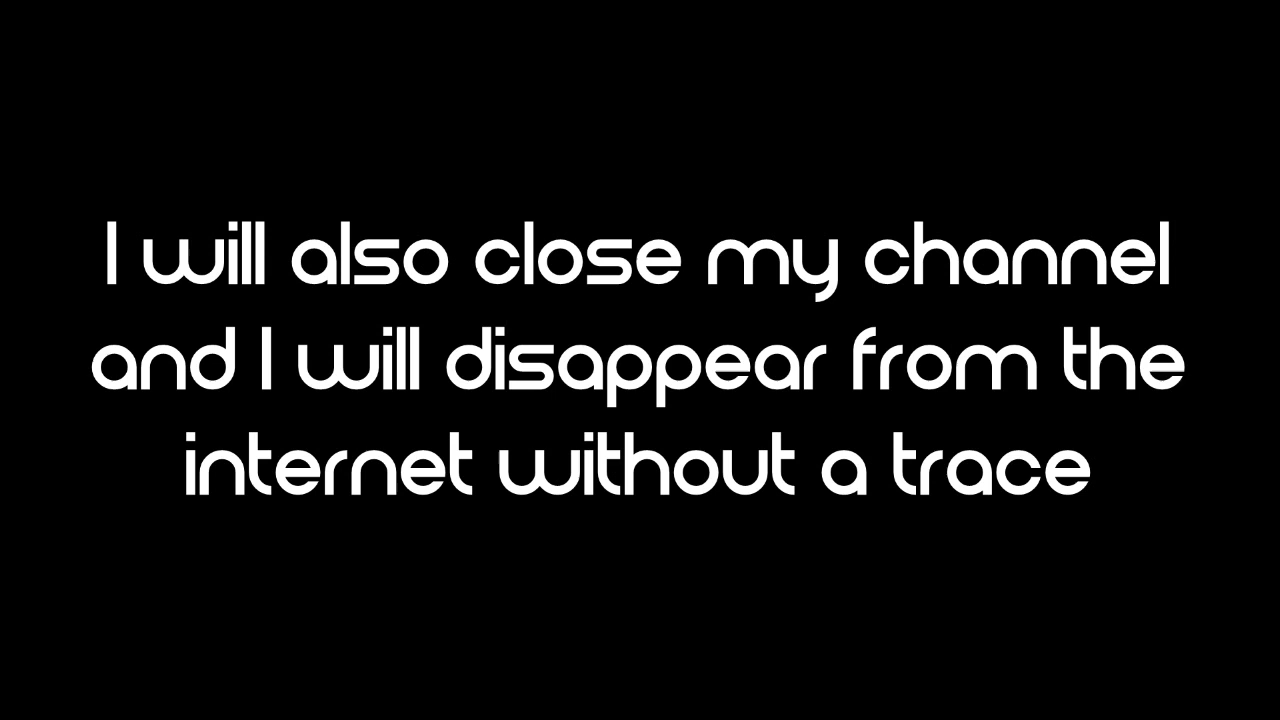 I will also close my channel
and I will disappear from the
internet without a trace